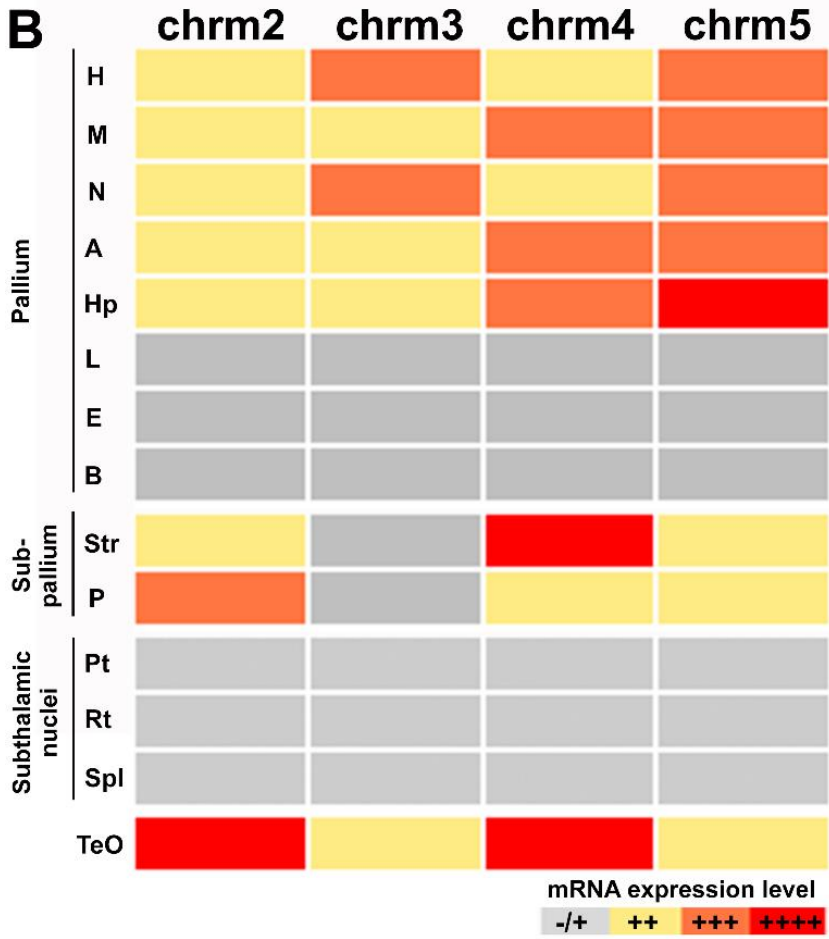 B
chrm2 chrm3 chrm4 chrm5
Pallium
H
M
N
A
Hp
L
E
B
Sub-
pallium
Str
P
Subthalamic
nuclei
Pt
Rt
Spl
TeO
mRNA expression level
-/+ ++ +++ ++++